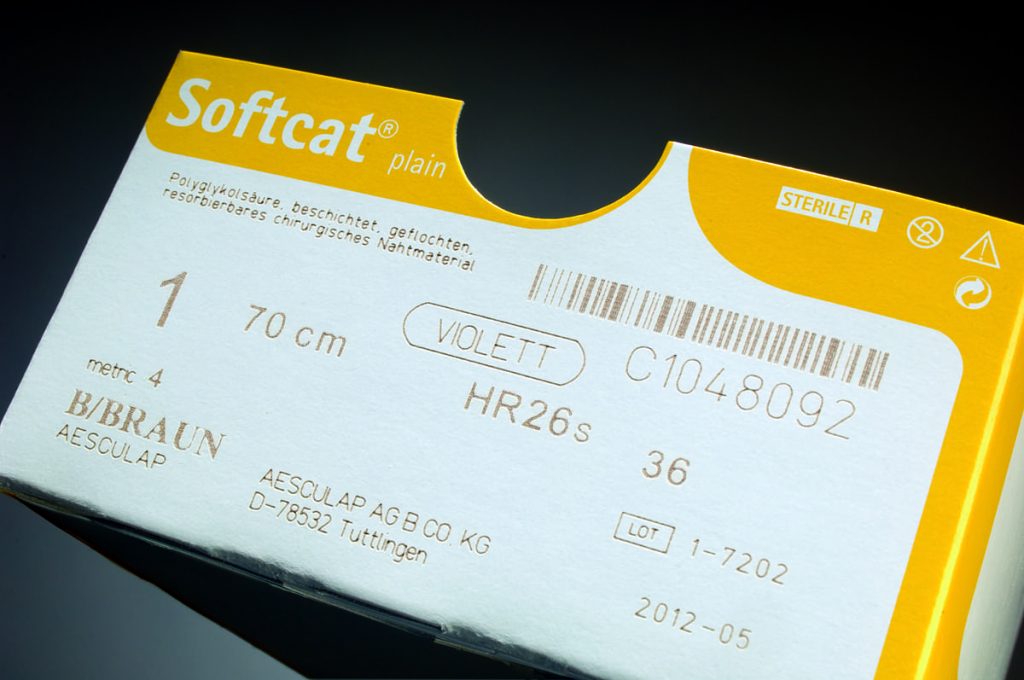 Softcat® plain
STERILE R
2
Polyglykolsäure, beschichtet, geflochten,
resorbierbares chirurgisches Nahtmaterial
1
70 cm
VIOLETT
C1048092
metric 4
HR26s
36
B/BRAUN
AESCULAP
AESCULAP AG B CO. KG
D-78532 Tuttlingen
LOT 1-7202
2012-05